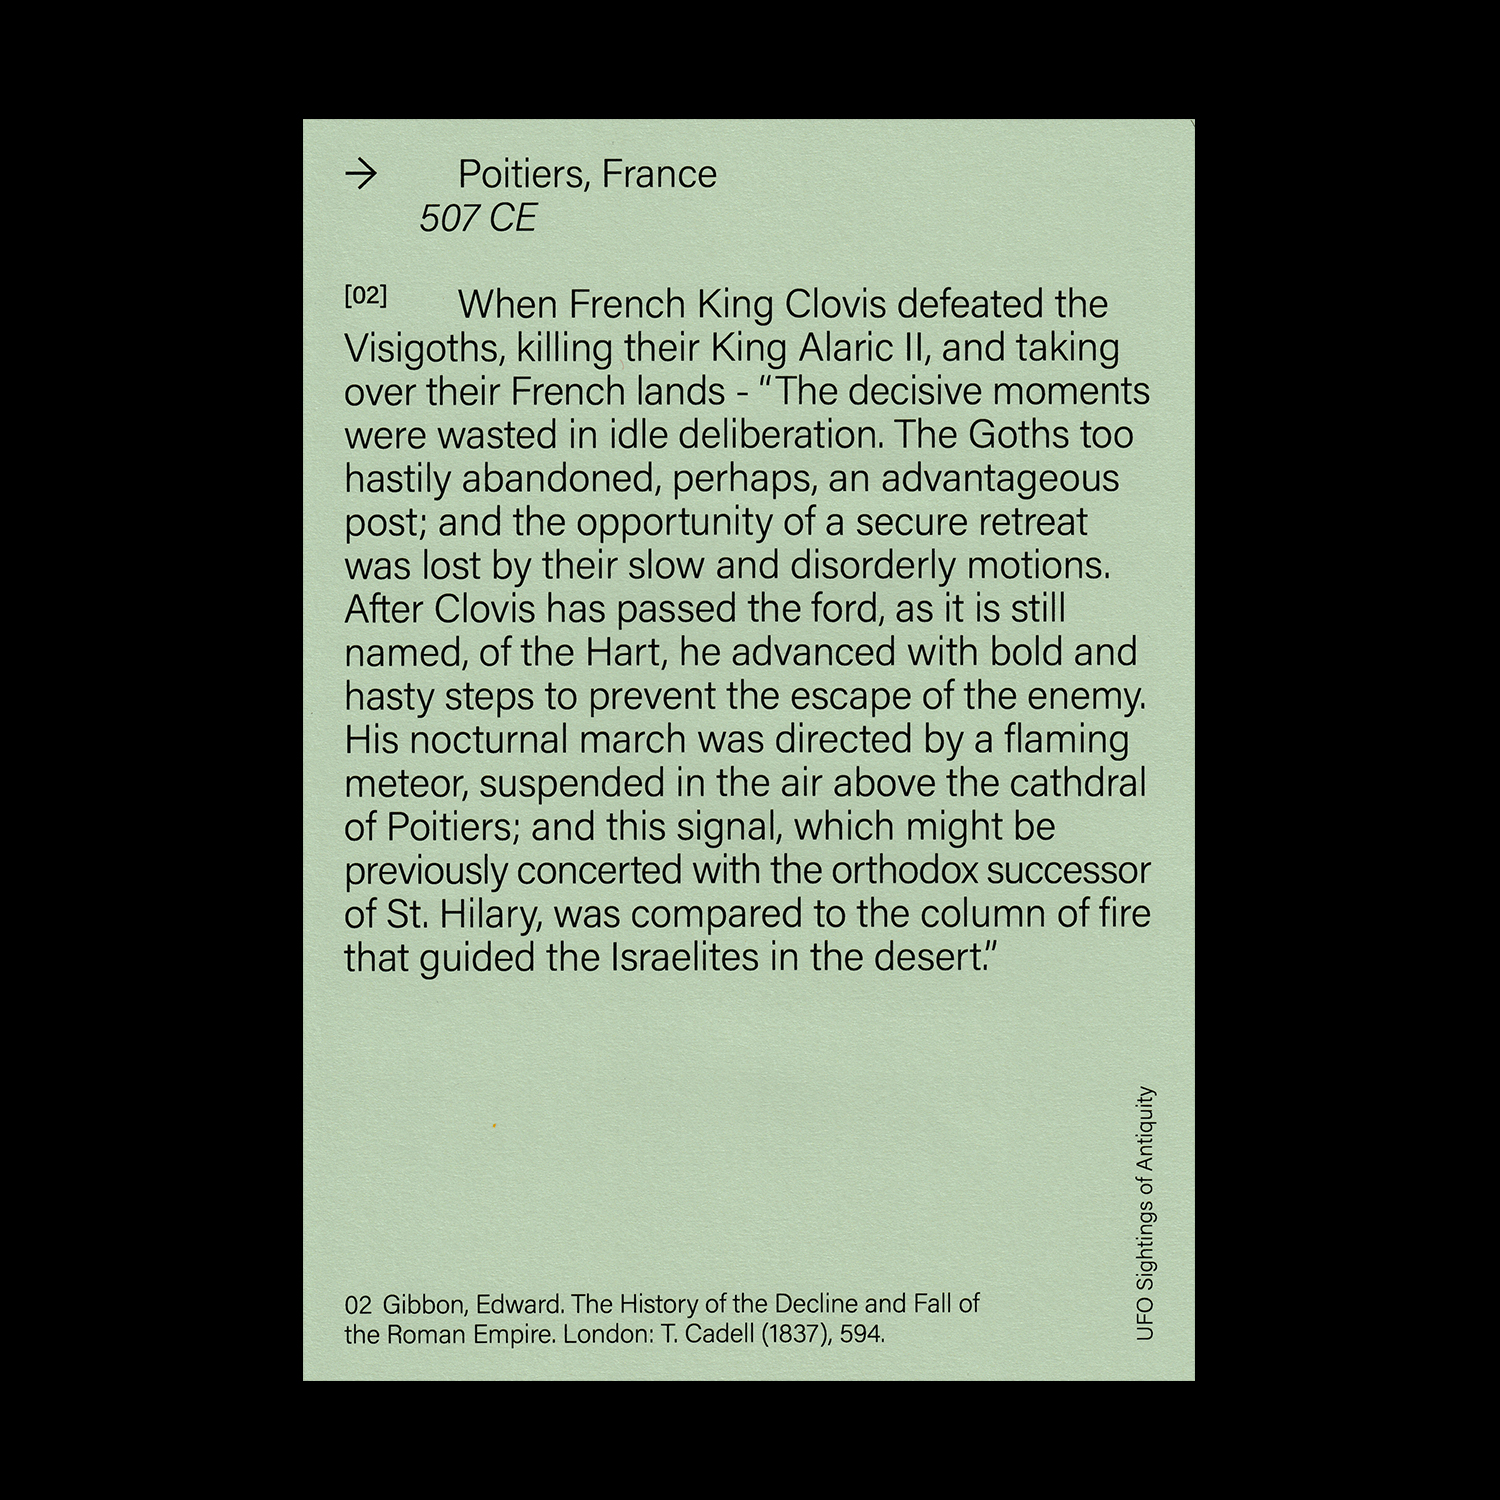 → Poitiers, France
507 CE
[02] When French King Clovis defeated the
Visigoths, killing their King Alaric II, and taking
over their French lands - “The decisive moments
were wasted in idle deliberation. The Goths too
hastily abandoned, perhaps, an advantageous
post; and the opportunity of a secure retreat
was lost by their slow and disorderly motions.
After Clovis has passed the ford, as it is still
named, of the Hart, he advanced with bold and
hasty steps to prevent the escape of the enemy.
His nocturnal march was directed by a flaming
meteor, suspended in the air above the cathdral
of Poitiers; and this signal, which might be
previously concerted with the orthodox successor
of St. Hilary, was compared to the column of fire
that guided the Israelites in the desert.”
02 Gibbon, Edward. The History of the Decline and Fall of
the Roman Empire. London: T. Cadell (1837), 594.
UFO Sightings of Antiquity